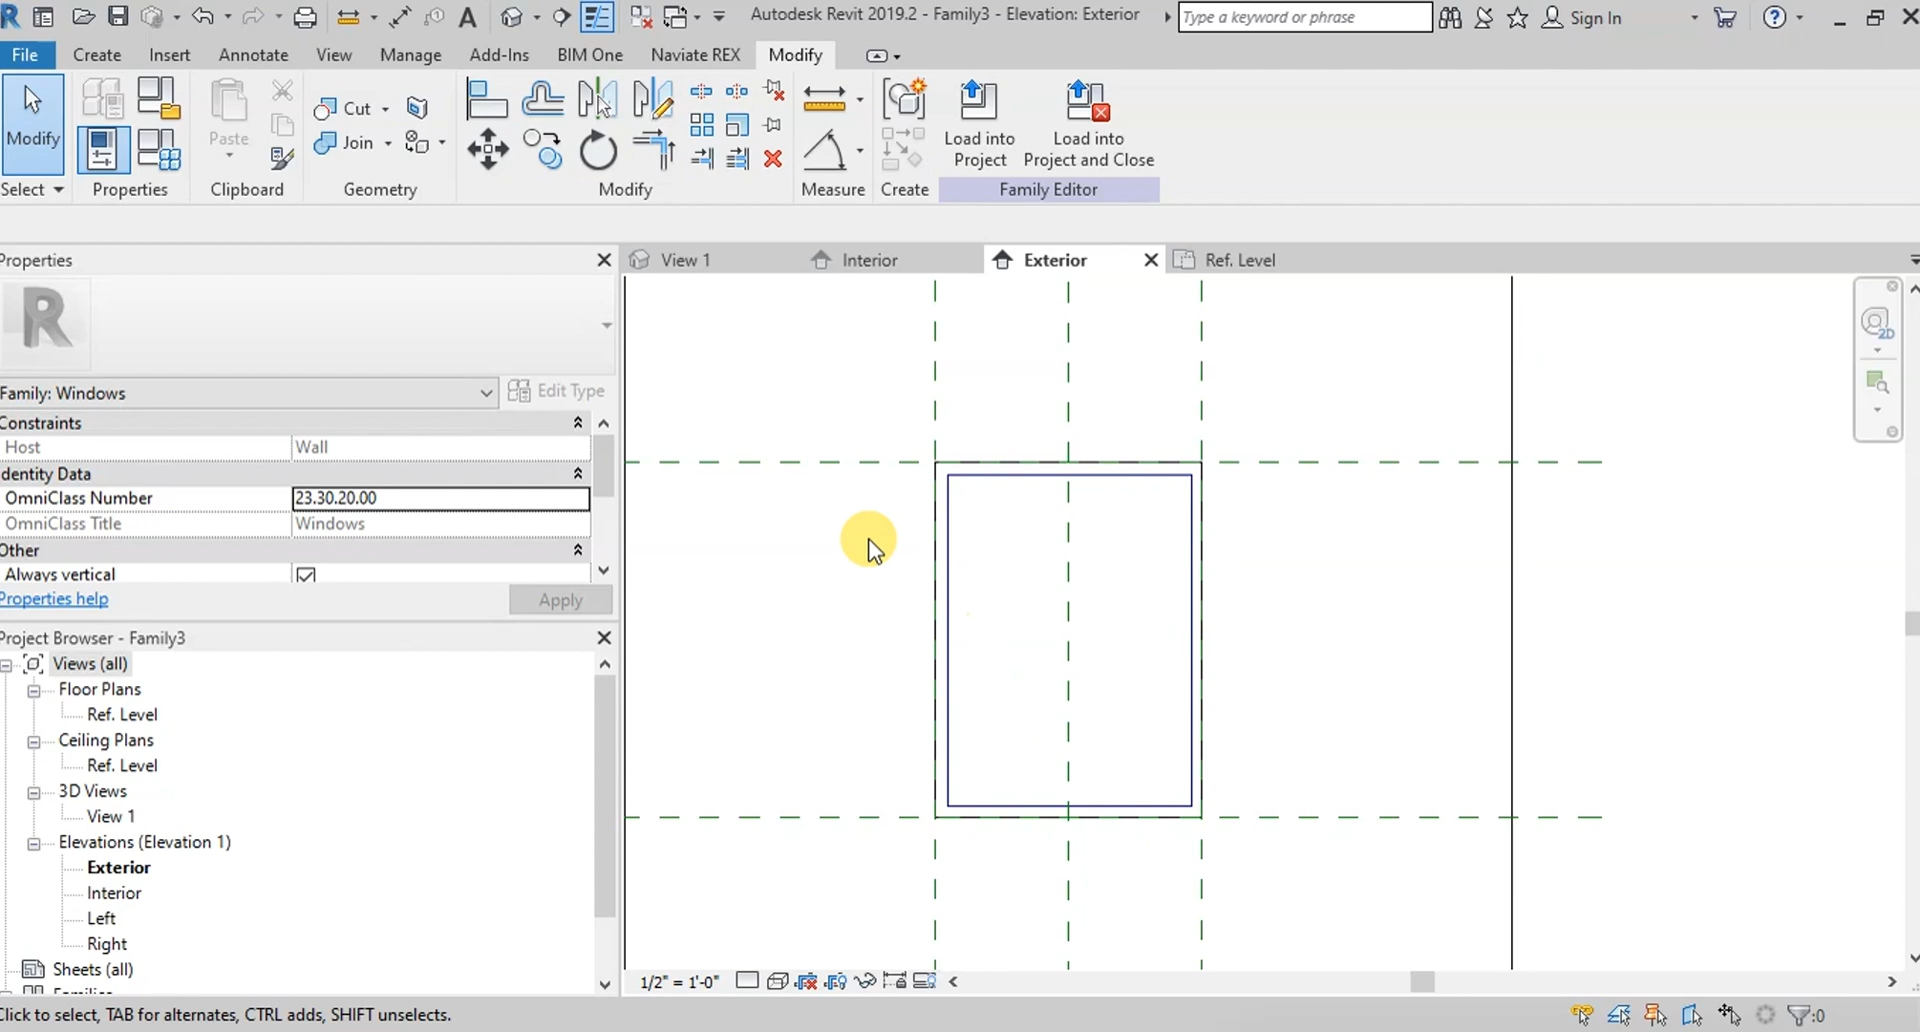 Autodesk Revit 2019.2 - Family3 - Elevation: Exterior
Type a keyword or phrase
Sign In
File Create Insert Annotate View Manage Add-Ins BIM One Naviate REX Modify
Modify
Paste
Cut
Join
Load into Project
Load into Project and Close
Select Properties Clipboard Geometry Modify Measure Create Family Editor
Properties
View 1 Interior Exterior Ref. Level
R
2D
Family: Windows
Edit Type
Constraints
Host Wall
Identity Data
OmniClass Number 23.30.20.00
OmniClass Title Windows
Other
Always vertical
Properties help
Apply
Project Browser - Family3
Views (all)
Floor Plans
Ref. Level
Ceiling Plans
Ref. Level
3D Views
View 1
Elevations (Elevation 1)
Exterior
Interior
Left
Right
Sheets (all)
1/2" = 1'-0"
Click to select, TAB for alternates, CTRL adds, SHIFT unselects.
:0